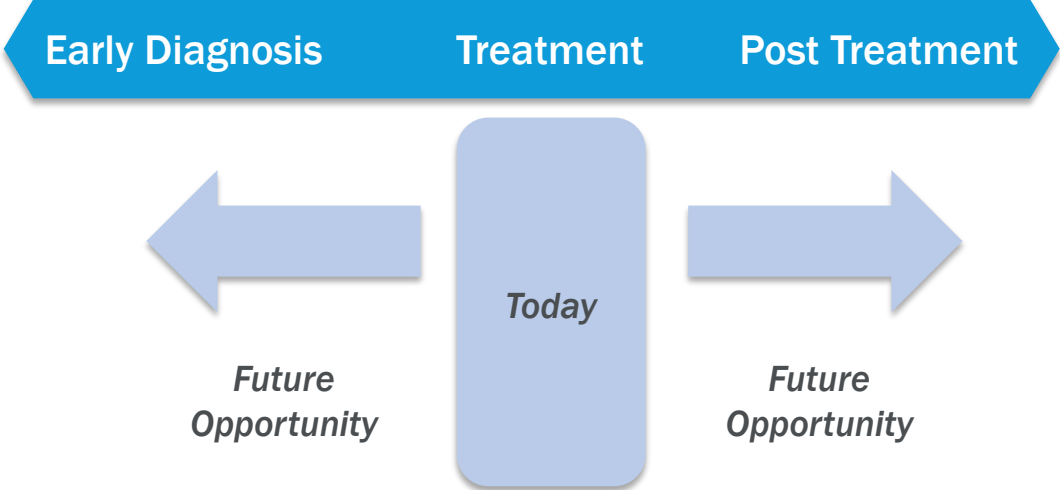 Early Diagnosis
Treatment
Post Treatment
Today
Future
Opportunity
Future
Opportunity